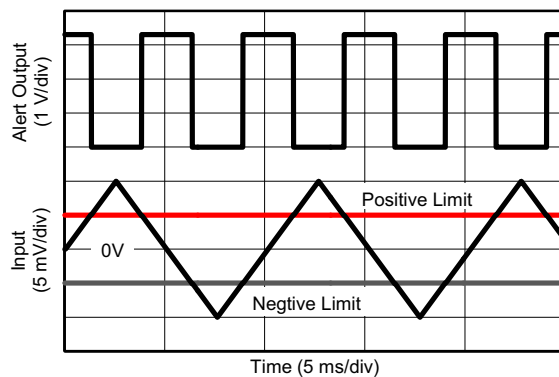 Alert Output
(1 V/div)
Positive Limit
Input
(5 mV/div)
0V
Negtive Limit
Time (5 ms/div)